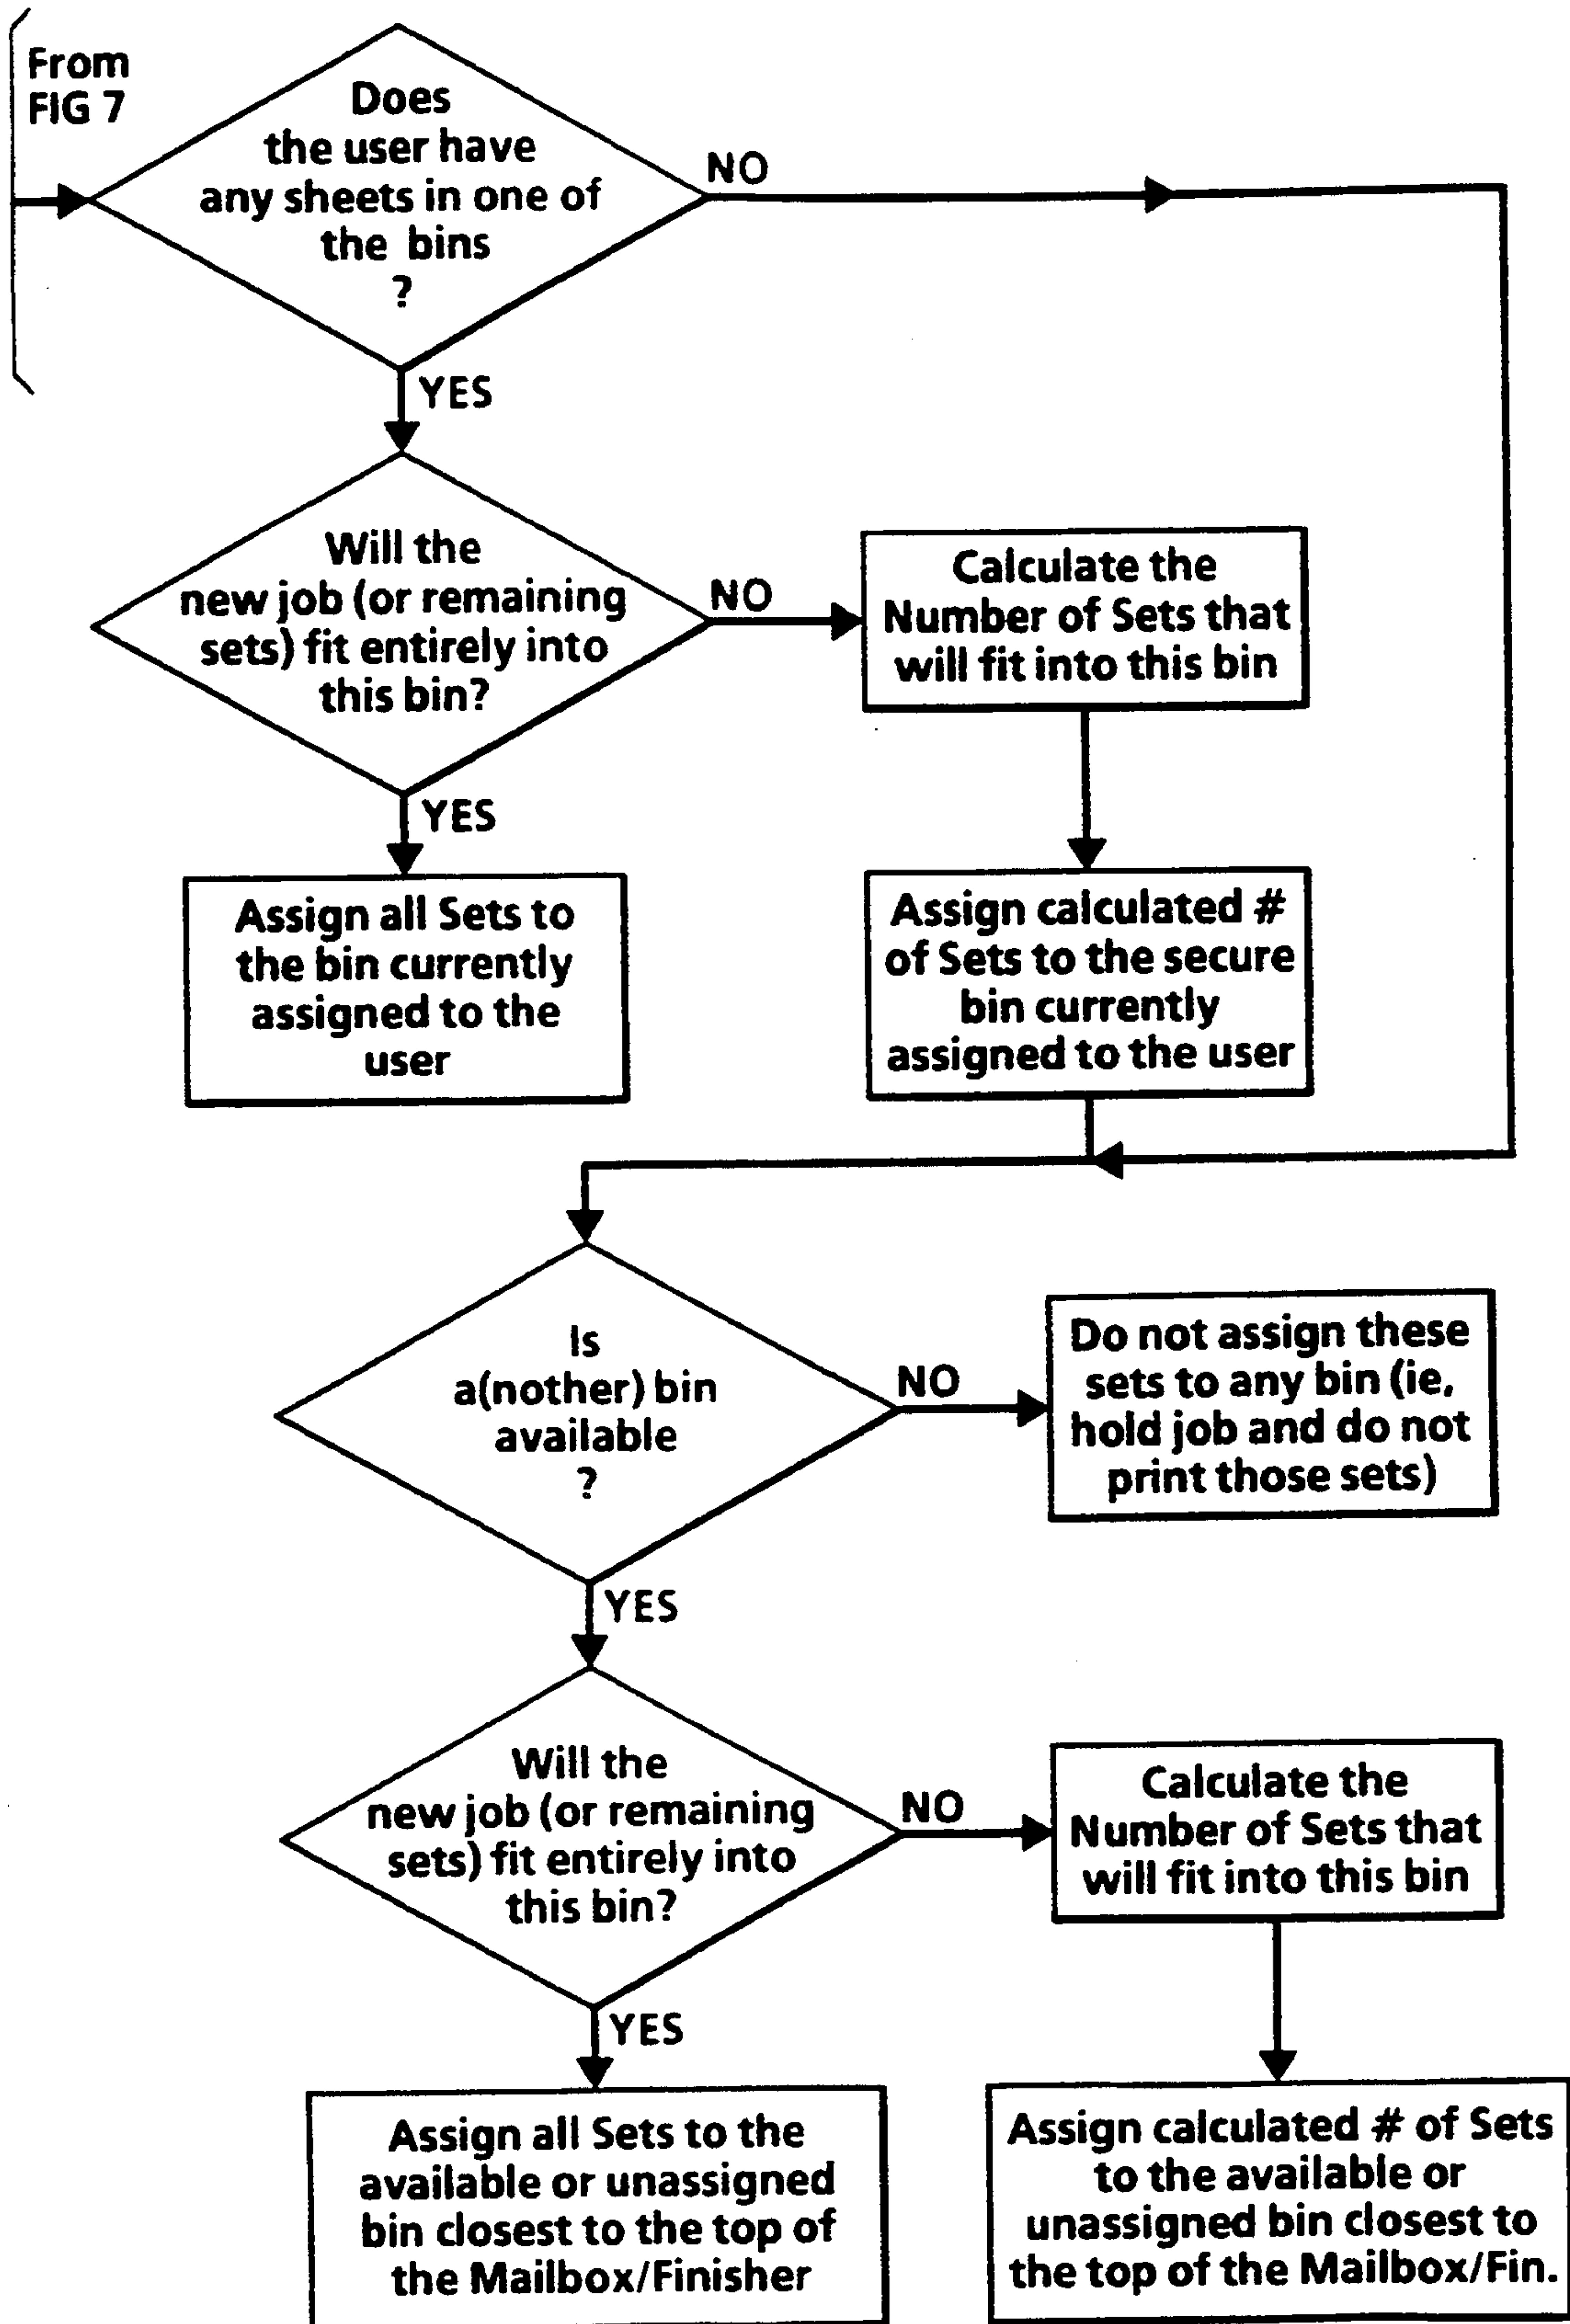 From
FIG 7
Does
the user have
any sheets in one of
the bins
?
NO
YES
Will the
new job (or remaining
sets) fit entirely into
this bin?
NO
Calculate the
Number of Sets that
will fit into this bin
YES
Assign all Sets to
the bin currently
assigned to the
user
Assign calculated #
of Sets to the secure
bin currently
assigned to the user
Is
a(nother) bin
available
?
NO
Do not assign these
sets to any bin (ie,
hold job and do not
print those sets)
YES
Will the
new job (or remaining
sets) fit entirely into
this bin?
NO
Calculate the
Number of Sets that
will fit into this bin
YES
Assign all Sets to the
available or unassigned
bin closest to the top of
the Mailbox/Finisher
Assign calculated # of Sets
to the available or
unassigned bin closest to
the top of the Mailbox/Fin.